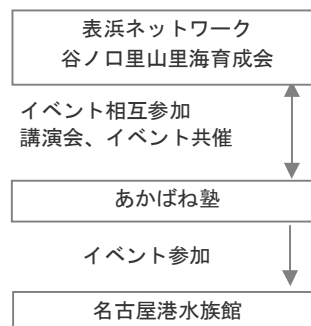 表浜ネットワーク
谷ノ口里山里海育成会
イベント相互参加
講演会、イベント共催
あかばね塾
イベント参加
名古屋港水族館